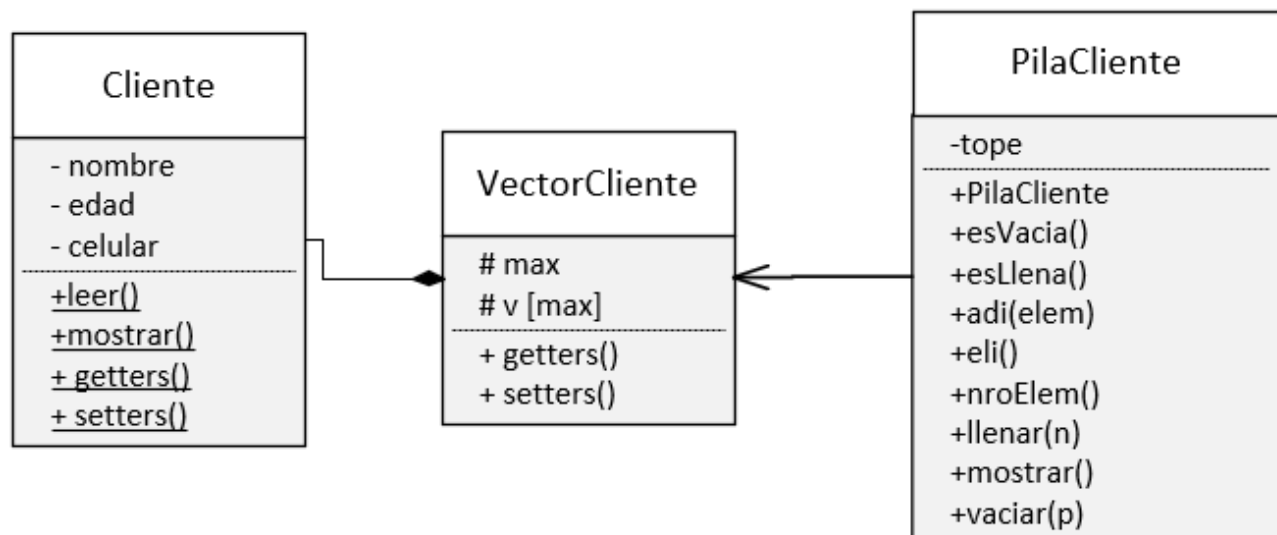 Cliente
- nombre
- edad
- celular
+leer()
+mostrar()
+ getters()
+ setters()
VectorCliente
# max
# v [max]
+ getters()
+ setters()
PilaCliente
-tope
+PilaCliente
+esVacia()
+esLlena()
+adi(elem)
+eli()
+nroElem()
+llenar(n)
+mostrar()
+vaciar(p)